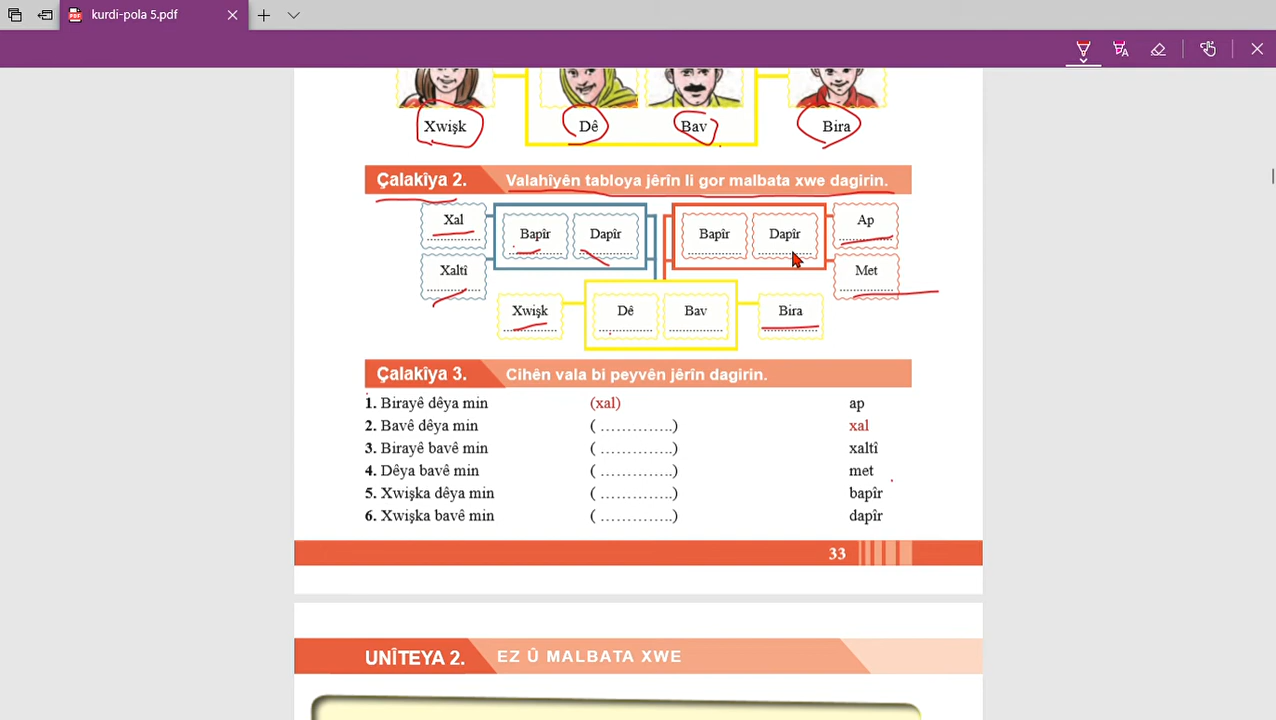 kurdi-pola 5.pdf
Xwişk Dê Bav Bira
Çalakîya 2. Valahîyên tabloya jêrîn li gor malbata xwe dagirin.
Xal Bapîr Dapîr Bapîr Dapîr Ap
Xaltî Met
Xwişk Dê Bav Bira
Çalakîya 3. Cihên vala bi peyvên jêrîn dagirin.
1. Birayê dêya min (xal) ap
2. Bavê dêya min ( …………..) xal
3. Birayê bavê min ( …………..) xaltî
4. Dêya bavê min ( …………..) met
5. Xwişka dêya min ( …………..) bapîr
6. Xwişka bavê min ( …………..) dapîr
33
UNÎTEYA 2. EZ Û MALBATA XWE